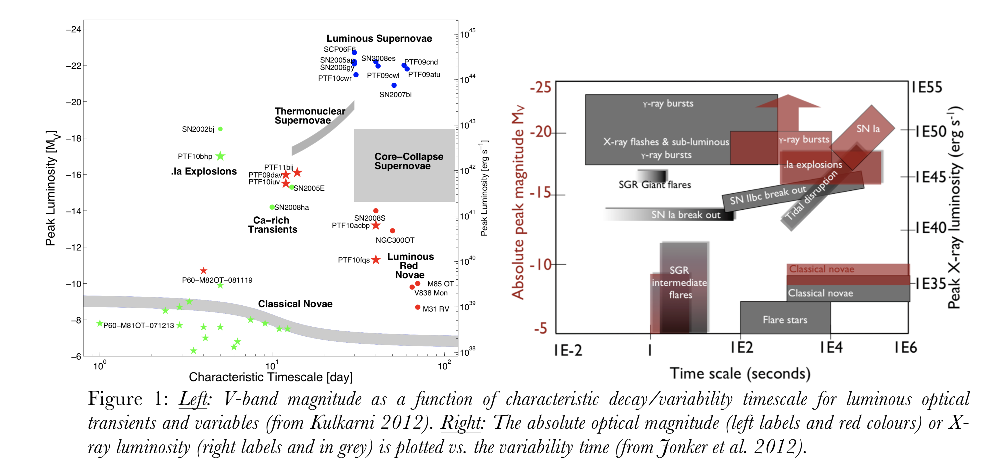 −24
−22
−20
−18
−16
−14
−12
−10
−8
−6
Peak Luminosity [M_V]
10^45
10^44
10^43
10^42
10^41
10^40
10^39
10^38
Peak Luminosity [erg s^−1]
10^0
10^1
10^2
Characteristic Timescale [day]
Luminous Supernovae
SCP06F6
SN2005ap
SN2008es
PTF09cnd
SN2006gy
PTF10cwr
PTF09cwl
PTF09atu
SN2007bi
Thermonuclear
Supernovae
SN2002bj
PTF10bhp
.Ia Explosions
Core−Collapse
Supernovae
PTF11bij
PTF09dav
PTF10iuv
SN2005E
SN2008ha
Ca−rich
Transients
SN2008S
PTF10acbp
NGC300OT
PTF10fqs
Luminous
Red
Novae
P60−M82OT−081119
M85 OT
V838 Mon
M31 RV
Classical Novae
P60−M81OT−071213
-25
-20
-15
-10
-5
Absolute peak magnitude Mv
1E55
1E50
1E45
1E40
1E35
Peak X-ray luminosity (erg s^-1)
1E-2
1
1E2
1E4
1E6
Time scale (seconds)
γ-ray bursts
X-ray flashes & sub-luminous
γ-ray bursts
γ-ray bursts
SN Ia
.Ia explosions
SGR Giant flares
SN IIbc break out
Tidal disruption
SN Ia break out
SGR
intermediate
flares
Classical novae
Classical novae
Flare stars
Figure 1: Left: V-band magnitude as a function of characteristic decay/variability timescale for luminous optical
transients and variables (from Kulkarni 2012). Right: The absolute optical magnitude (left labels and red colours) or X-
ray luminosity (right labels and in grey) is plotted vs. the variability time (from Jonker et al. 2012).